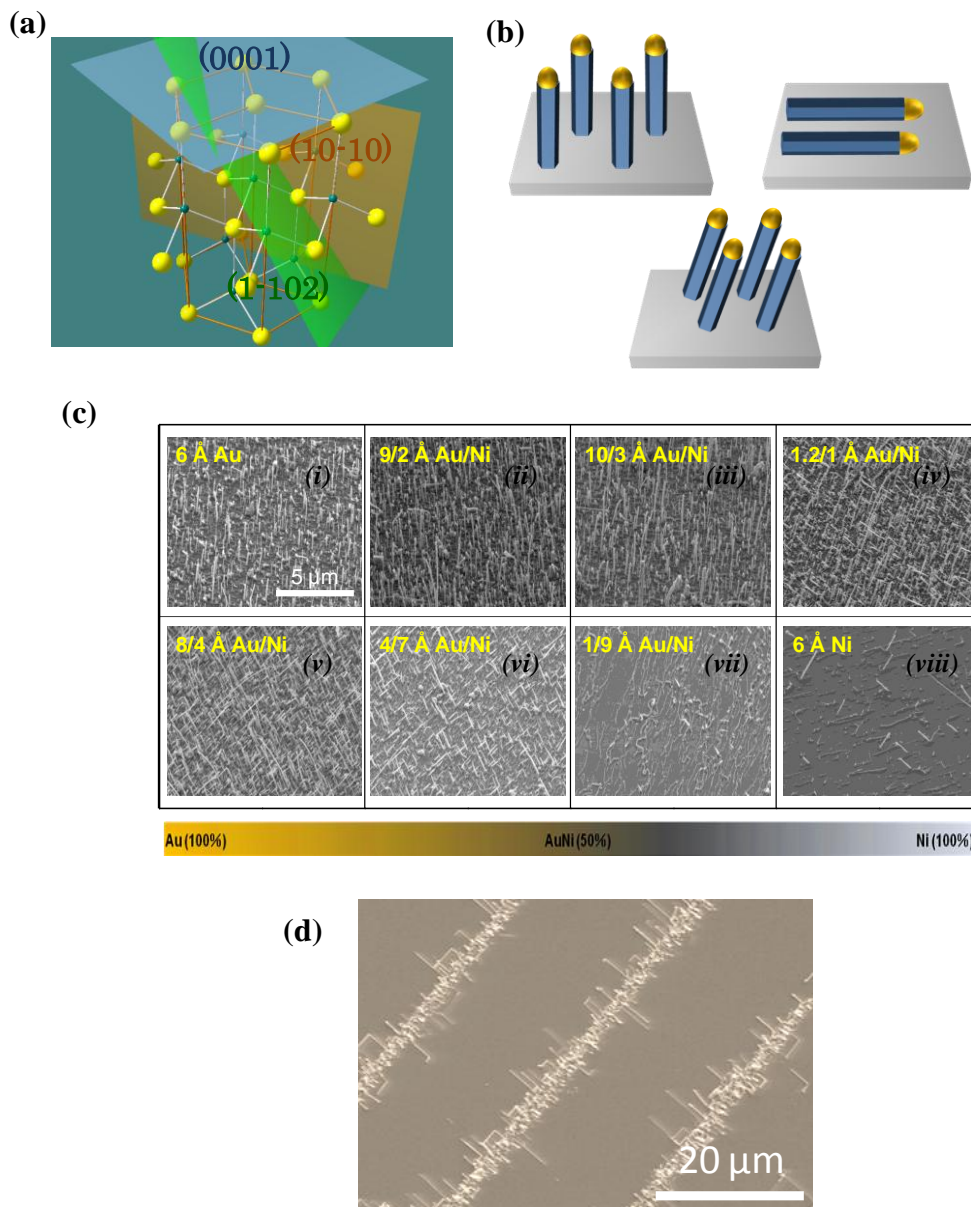 (a)
(0001)
(10-10)
(1-102)
(b)
(c)
6 Å Au
(i)
5 μm
9/2 Å Au/Ni
(ii)
10/3 Å Au/Ni
(iii)
1.2/1 Å Au/Ni
(iv)
8/4 Å Au/Ni
(v)
4/7 Å Au/Ni
(vi)
1/9 Å Au/Ni
(vii)
6 Å Ni
(viii)
Au (100%)
AuNi (50%)
Ni (100%)
(d)
20 μm